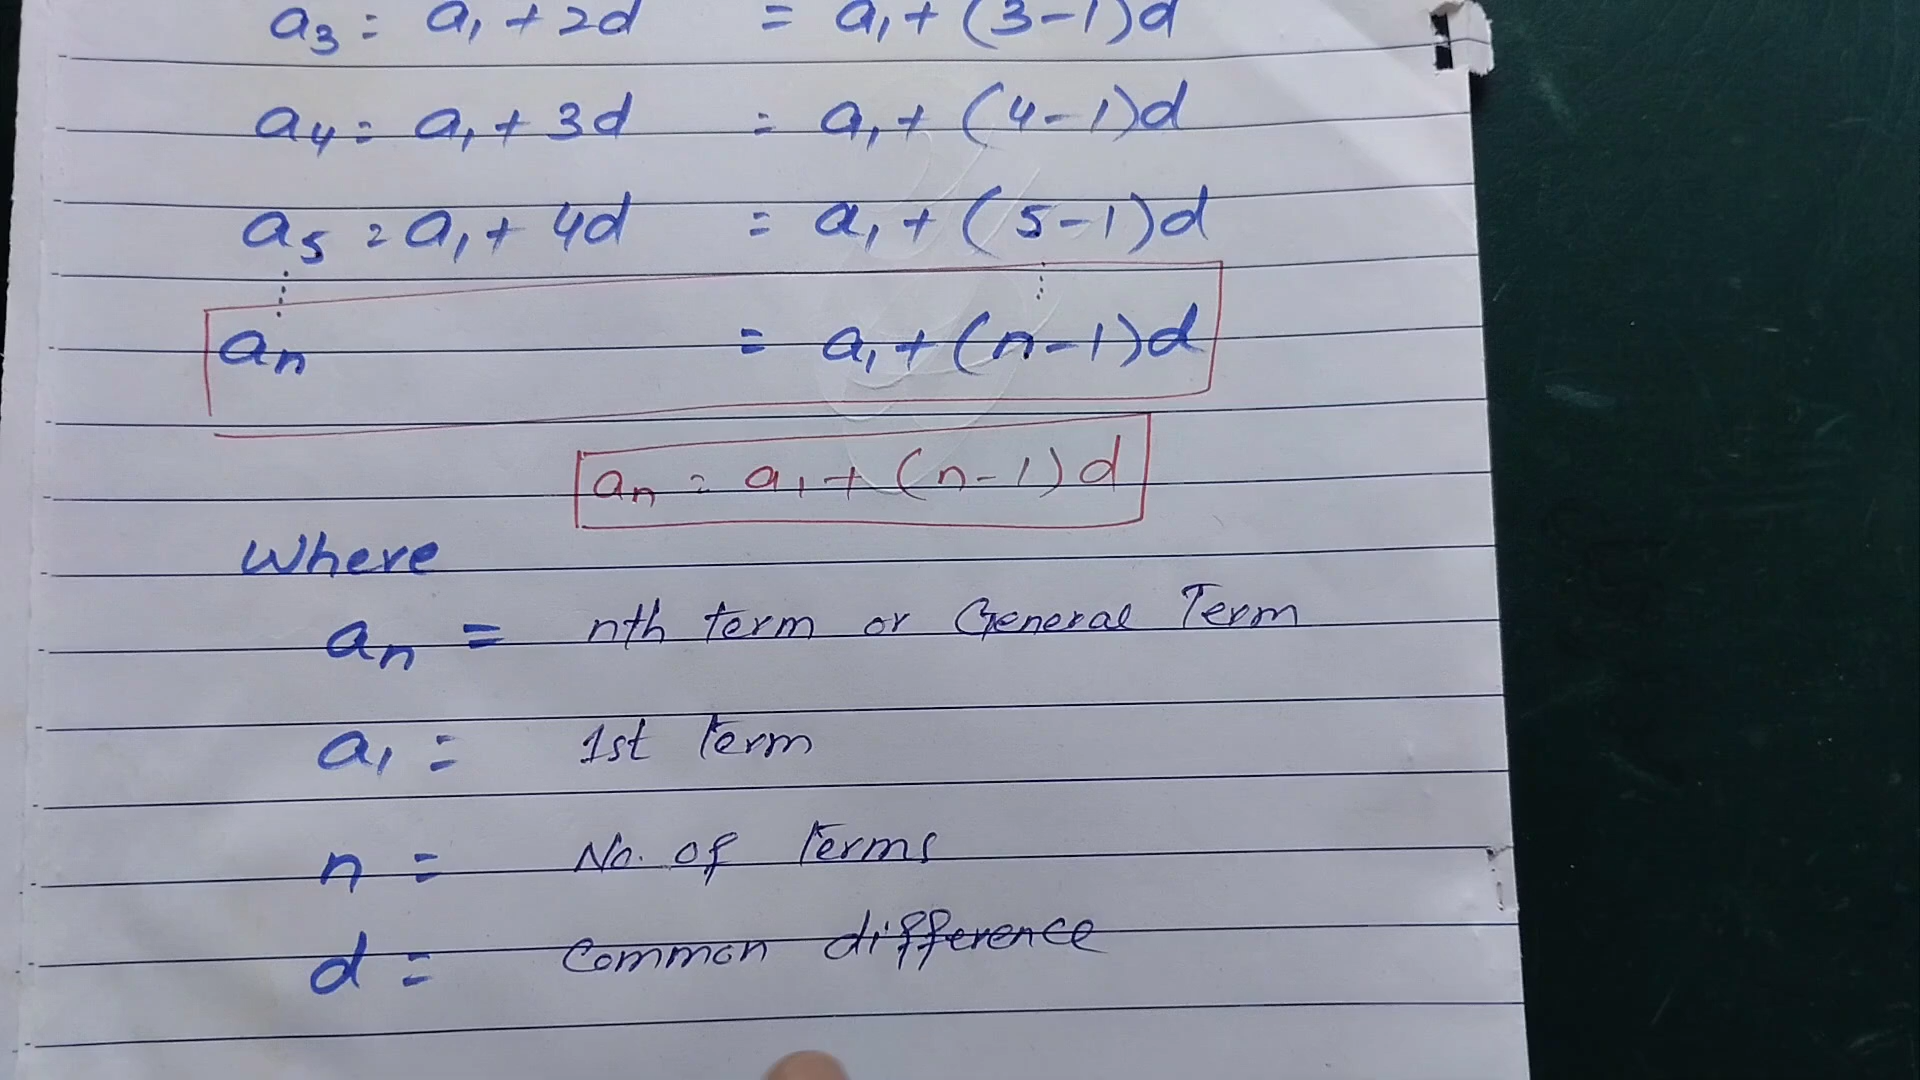 a₃ = a₁ + 2d = a₁ + (3-1)d
a₄ = a₁ + 3d = a₁ + (4-1)d
a₅ = a₁ + 4d = a₁ + (5-1)d
aₙ = a₁ + (n-1)d
aₙ = a₁ + (n-1)d
Where
aₙ = nth term or General Term
a₁ = 1st Term
n = No. of Terms
d = Common difference